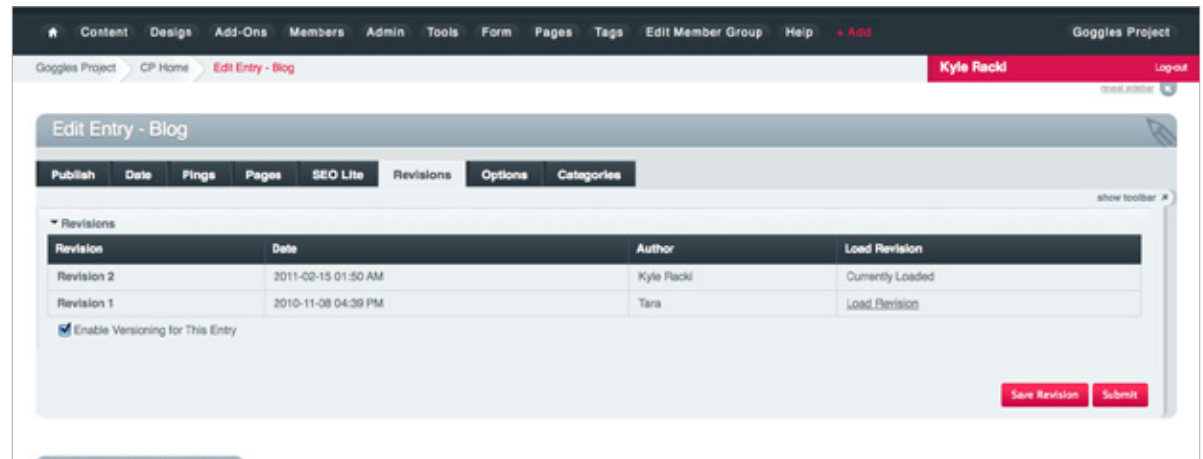 Content Design Add-Ons Members Admin Tools Form Pages Tags Edit Member Group Help + Add Goggles Project
Goggles Project CP Home Edit Entry - Blog Kyle Racki Log-out
reveal sidebar
Edit Entry - Blog
Publish Date Pings Pages SEO Lite Revisions Options Categories
show toolbar
Revisions
Revision Date Author Load Revision
Revision 2 2011-02-15 01:50 AM Kyle Racki Currently Loaded
Revision 1 2010-11-08 04:39 PM Tara Load Revision
Enable Versioning for This Entry
Save Revision Submit